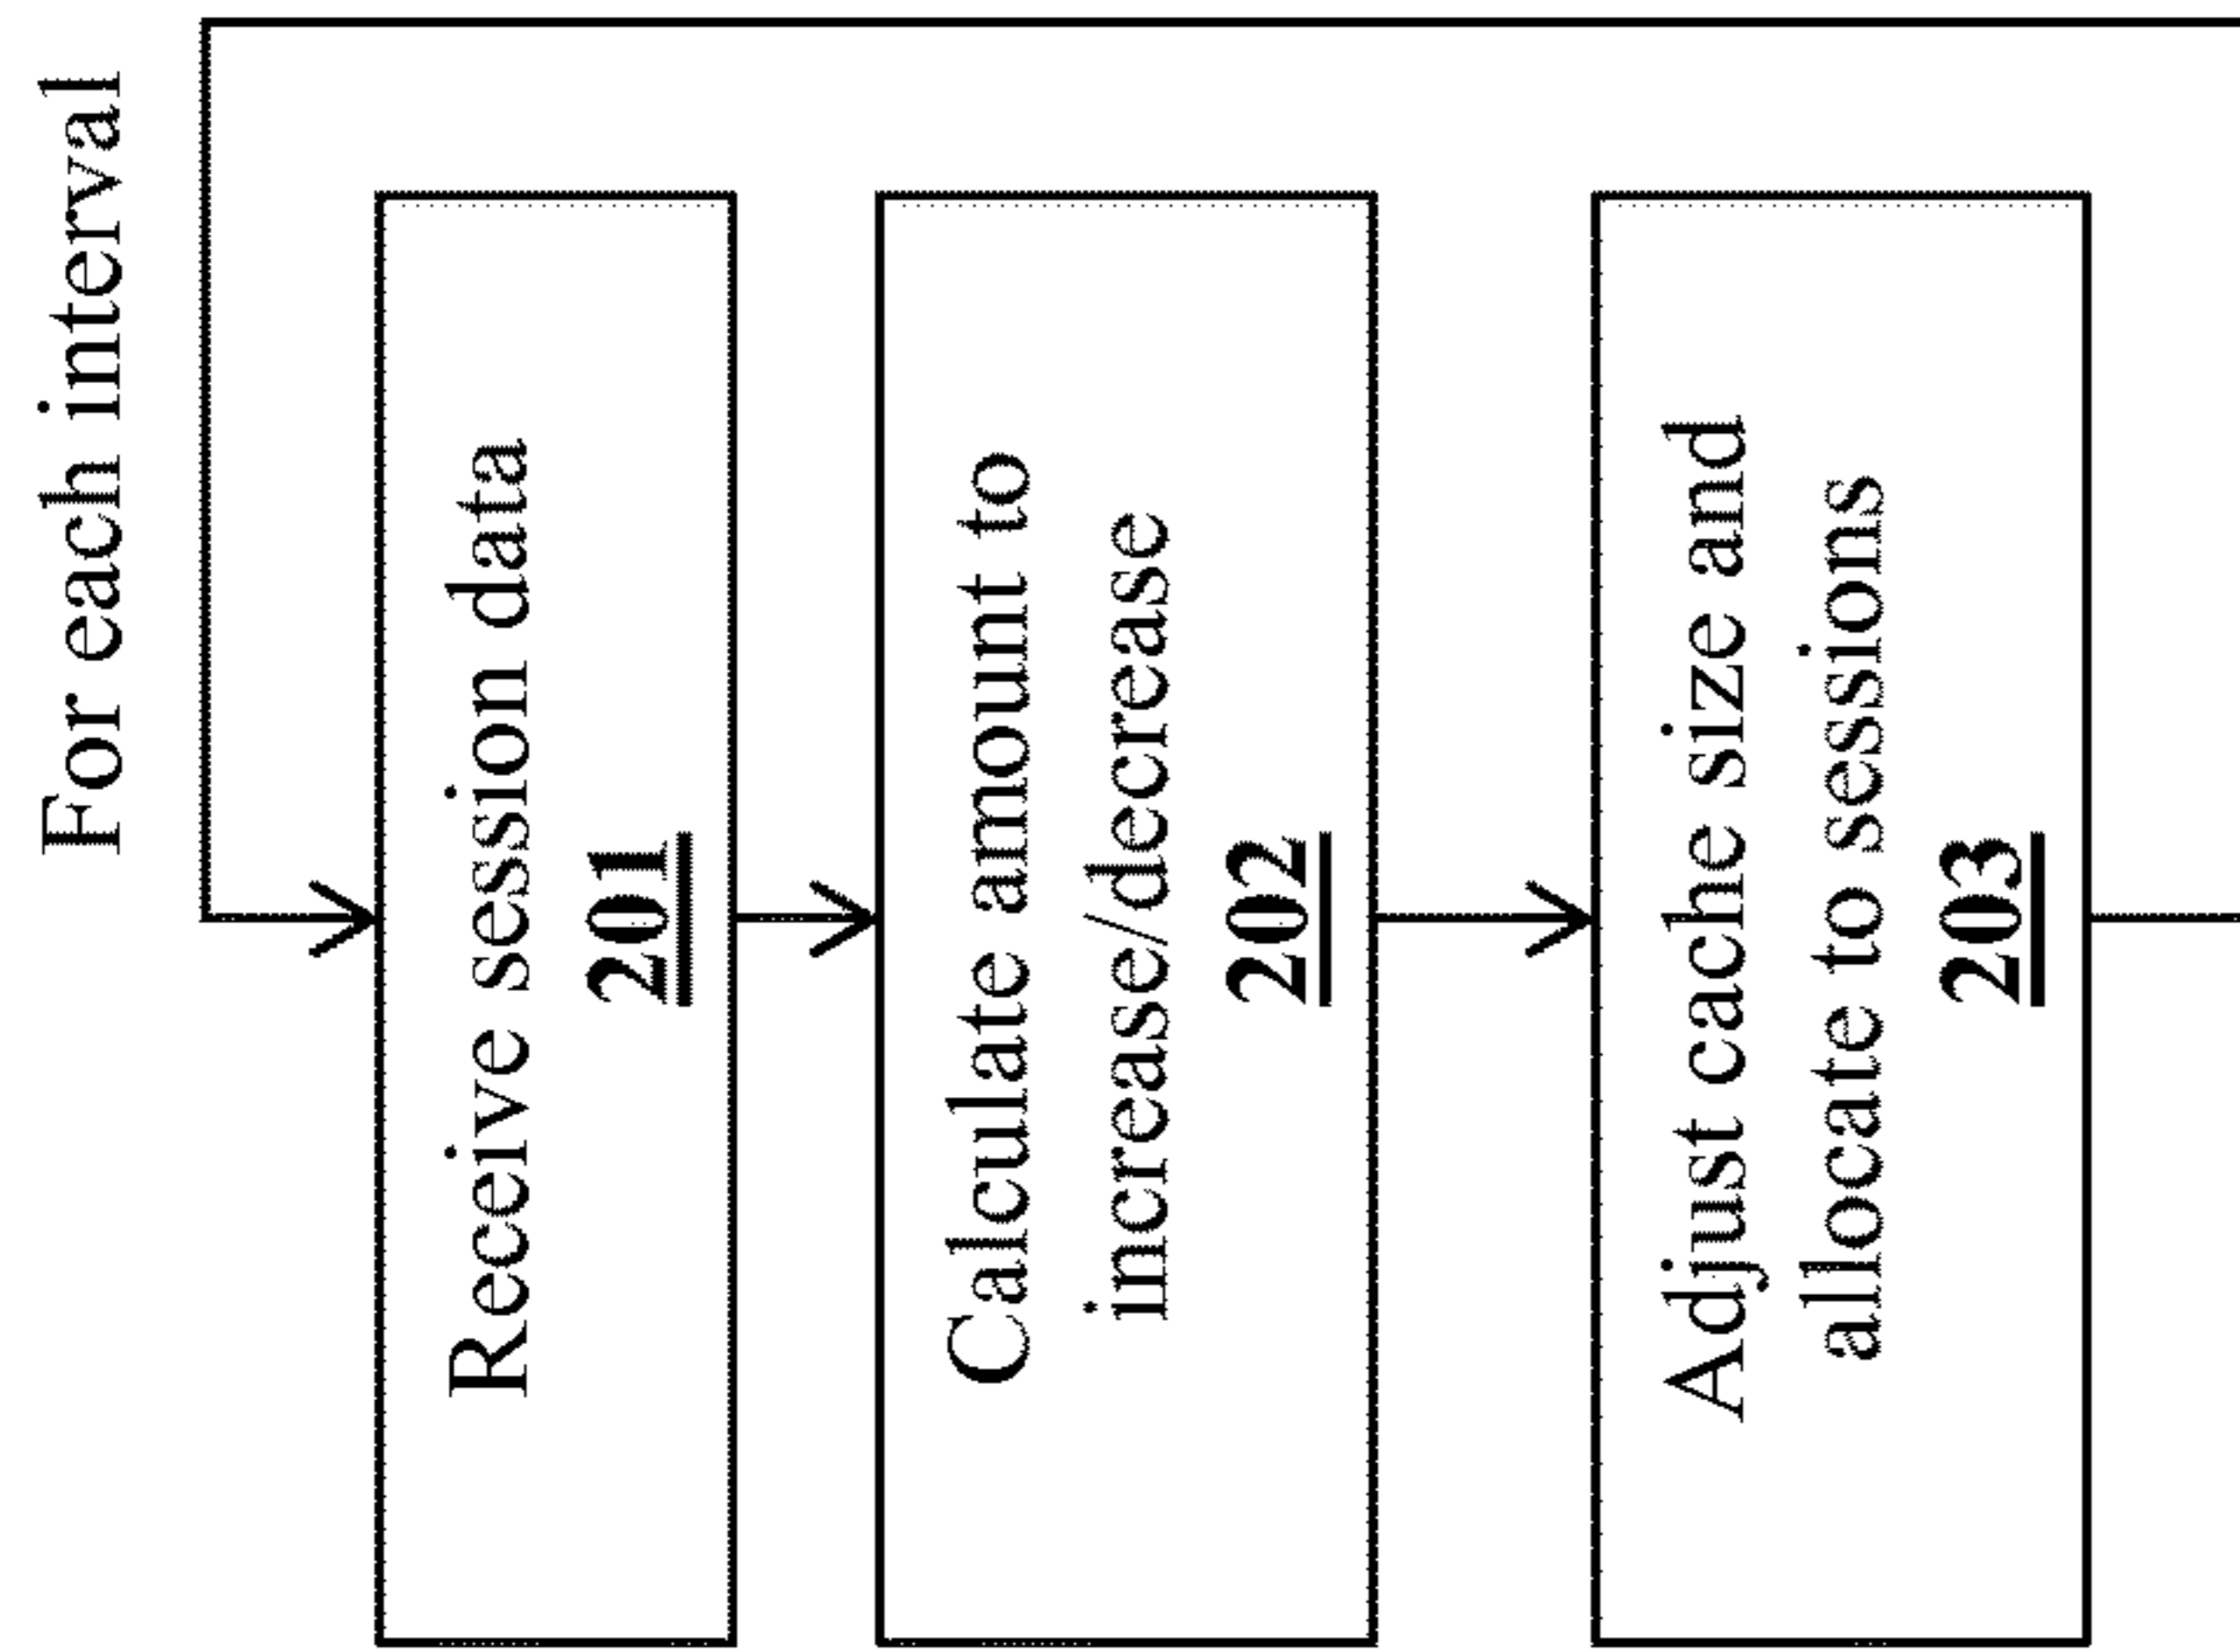 For each interval
Receive session data
201
Calculate amount to
increase/decrease
202
Adjust cache size and
allocate to sessions
203